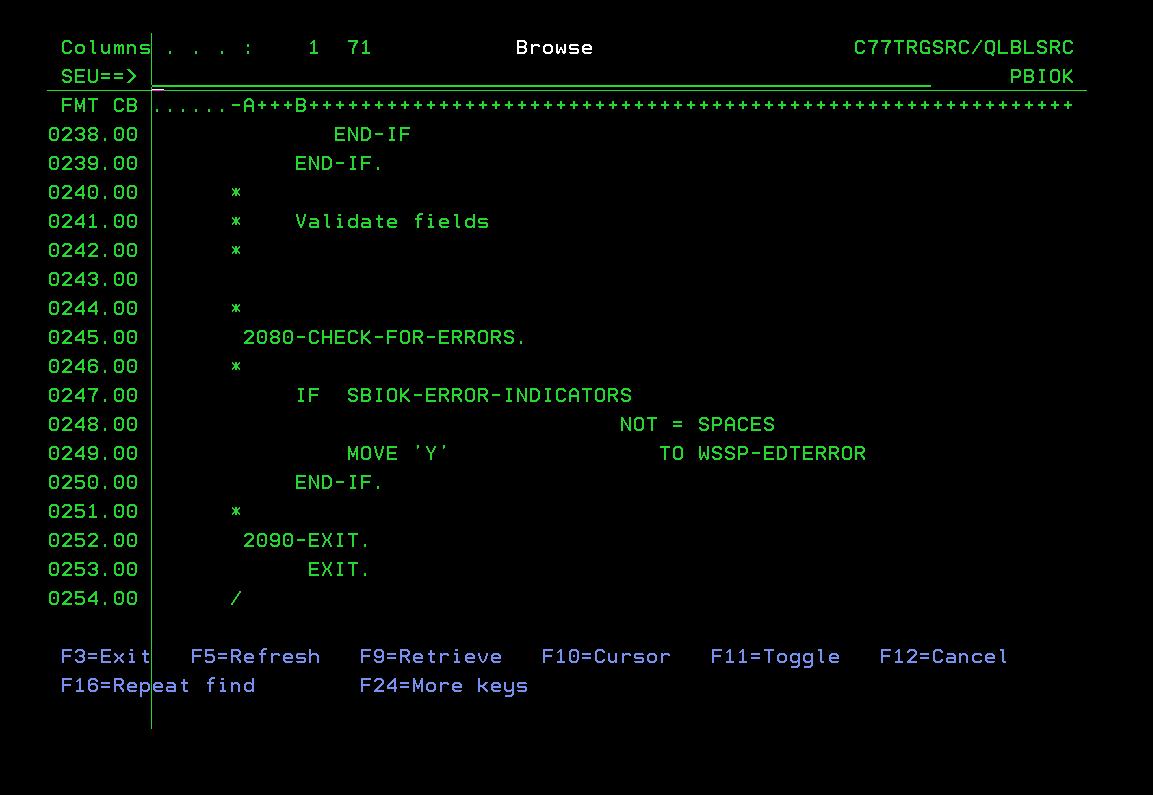 Columns . . . :    1  71           Browse                    C77TRGSRC/QLBLSRC
SEU==>                                                                   PBIOK
FMT CB ......-A+++B+++++++++++++++++++++++++++++++++++++++++++++++++++++++++++
0238.00               END-IF
0239.00            END-IF.
0240.00       *
0241.00       *    Validate fields
0242.00       *
0243.00
0244.00       *
0245.00        2080-CHECK-FOR-ERRORS.
0246.00       *
0247.00            IF  SBIOK-ERROR-INDICATORS
0248.00                                     NOT = SPACES
0249.00                MOVE 'Y'                TO WSSP-EDTERROR
0250.00            END-IF.
0251.00       *
0252.00        2090-EXIT.
0253.00             EXIT.
0254.00       /
F3=Exit   F5=Refresh   F9=Retrieve   F10=Cursor   F11=Toggle   F12=Cancel
F16=Repeat find        F24=More keys